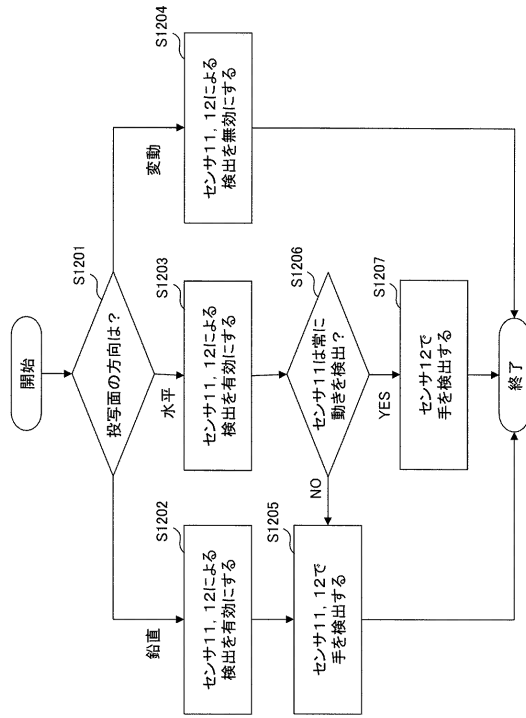 開始
S1201
投写面の方向は？
鉛直
水平
変動
S1202
センサ11, 12による
検出を有効にする
S1203
センサ11, 12による
検出を有効にする
S1204
センサ11, 12による
検出を無効にする
S1206
センサ11は常に
動きを検出？
NO
YES
S1205
センサ11, 12で
手を検出する
S1207
センサ12で
手を検出する
終了